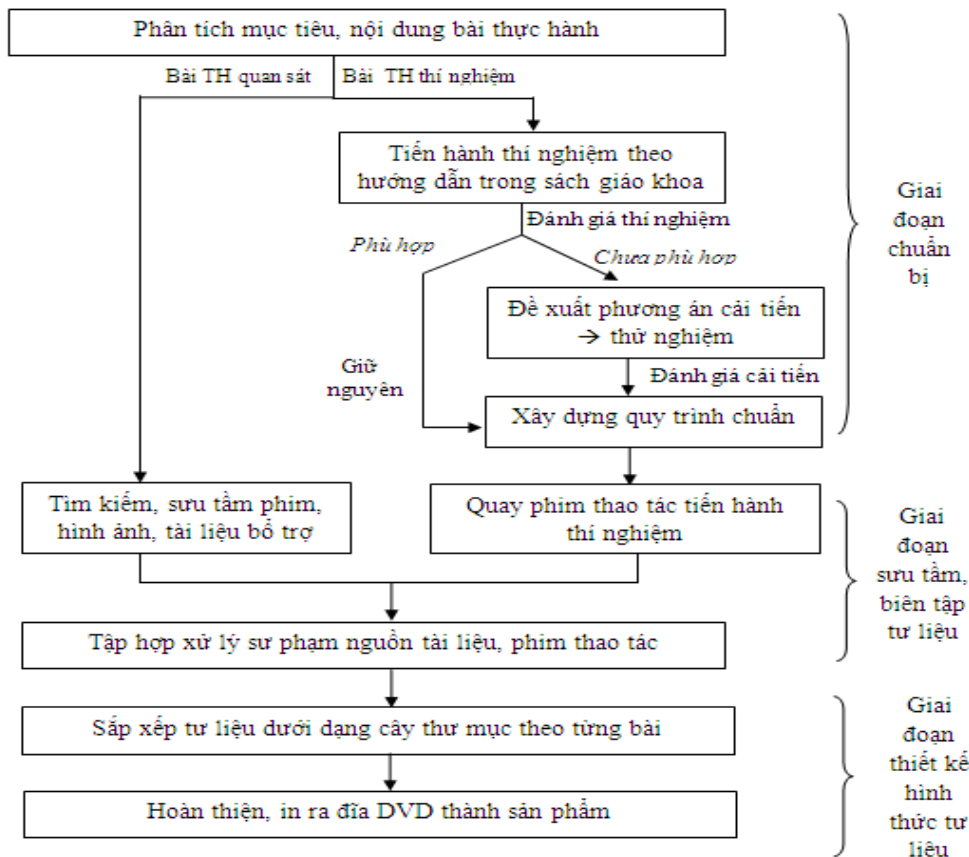 Phân tích mục tiêu, nội dung bài thực hành
Bài TH quan sát
Bài TH thí nghiệm
Tiến hành thí nghiệm theo
hướng dẫn trong sách giáo khoa
Đánh giá thí nghiệm
Phù hợp
Chưa phù hợp
Đề xuất phương án cải tiến
→ thử nghiệm
Giữ
nguyên
Đánh giá cải tiến
Xây dựng quy trình chuẩn
Giai
đoạn
chuẩn
bị
Tìm kiếm, sưu tầm phim,
hình ảnh, tài liệu bổ trợ
Quay phim thao tác tiến hành
thí nghiệm
Tập hợp xử lý sư phạm nguồn tài liệu, phim thao tác
Giai
đoạn
sưu tầm,
biên tập
tư liệu
Sắp xếp tư liệu dưới dạng cây thư mục theo từng bài
Hoàn thiện, in ra đĩa DVD thành sản phẩm
Giai
đoạn
thiết kế
hình
thức tư
liệu